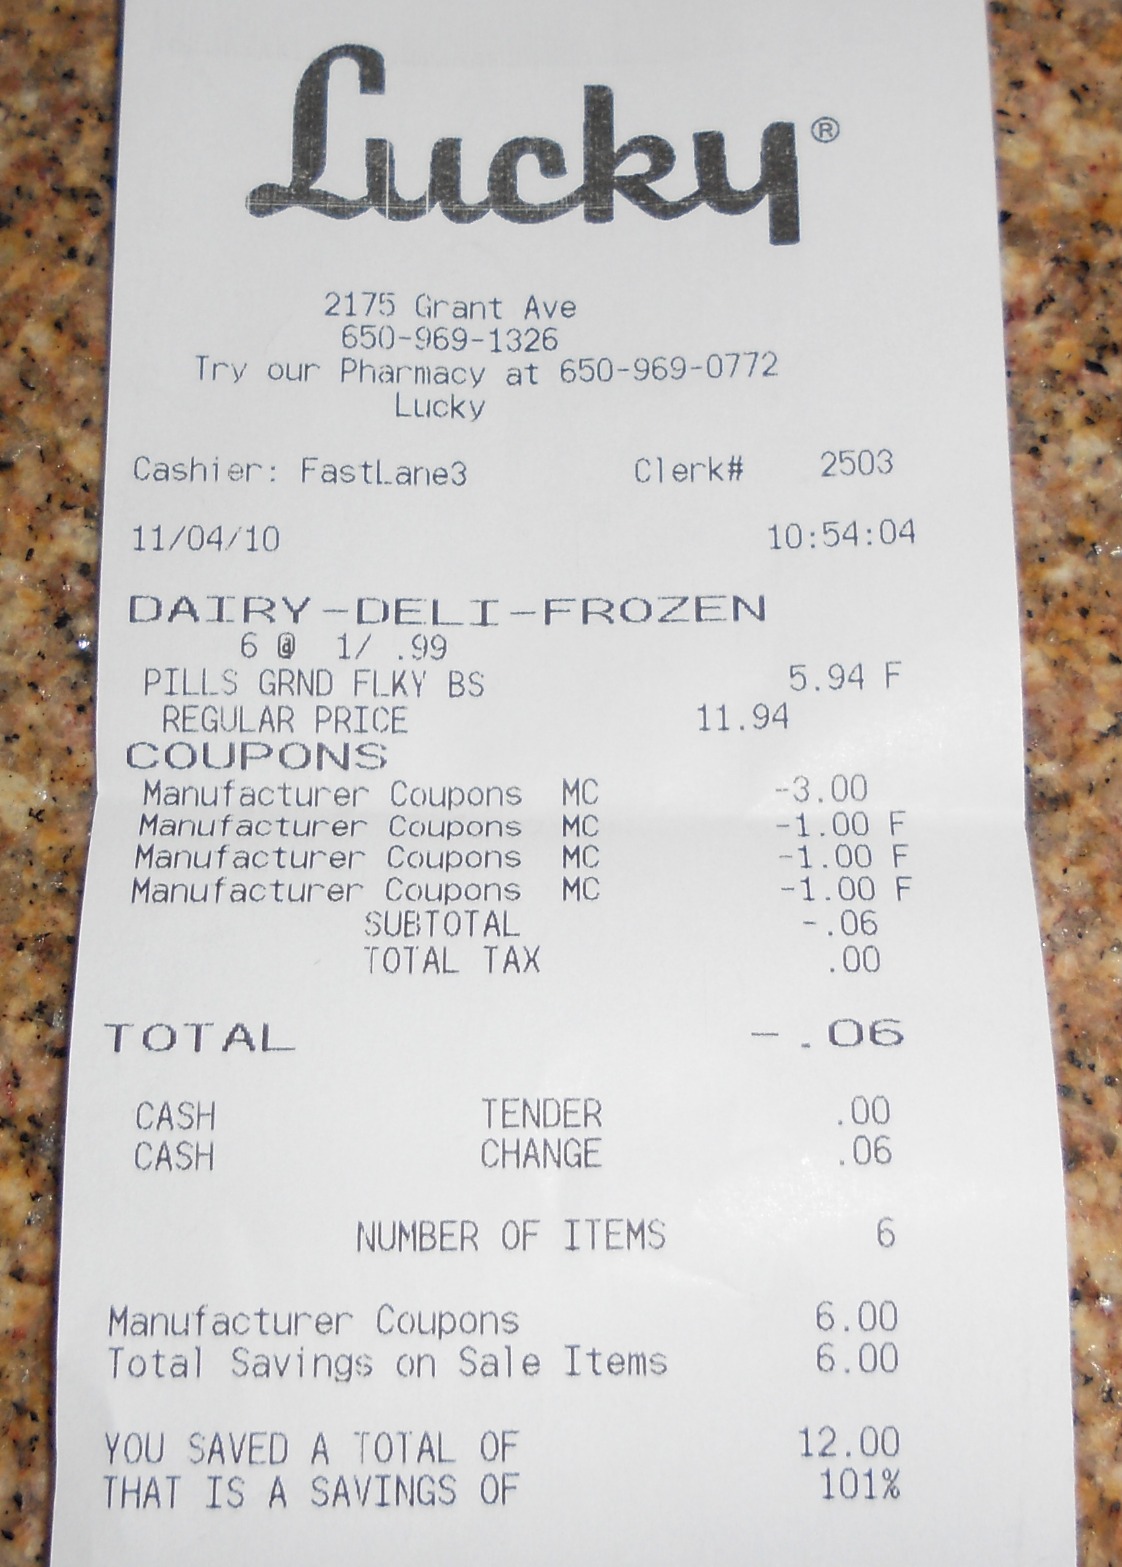 Lucky®
2175 Grant Ave
650-969-1326
Try our Pharmacy at 650-969-0772
Lucky
Cashier: FastLane3 Clerk# 2503
11/04/10 10:54:04
DAIRY-DELI-FROZEN
6 @ 1/ .99
PILLS GRND FLKY BS 5.94 F
REGULAR PRICE 11.94
COUPONS
Manufacturer Coupons MC -3.00
Manufacturer Coupons MC -1.00 F
Manufacturer Coupons MC -1.00 F
Manufacturer Coupons MC -1.00 F
SUBTOTAL -.06
TOTAL TAX .00
TOTAL -.06
CASH TENDER .00
CASH CHANGE .06
NUMBER OF ITEMS 6
Manufacturer Coupons 6.00
Total Savings on Sale Items 6.00
YOU SAVED A TOTAL OF 12.00
THAT IS A SAVINGS OF 101%